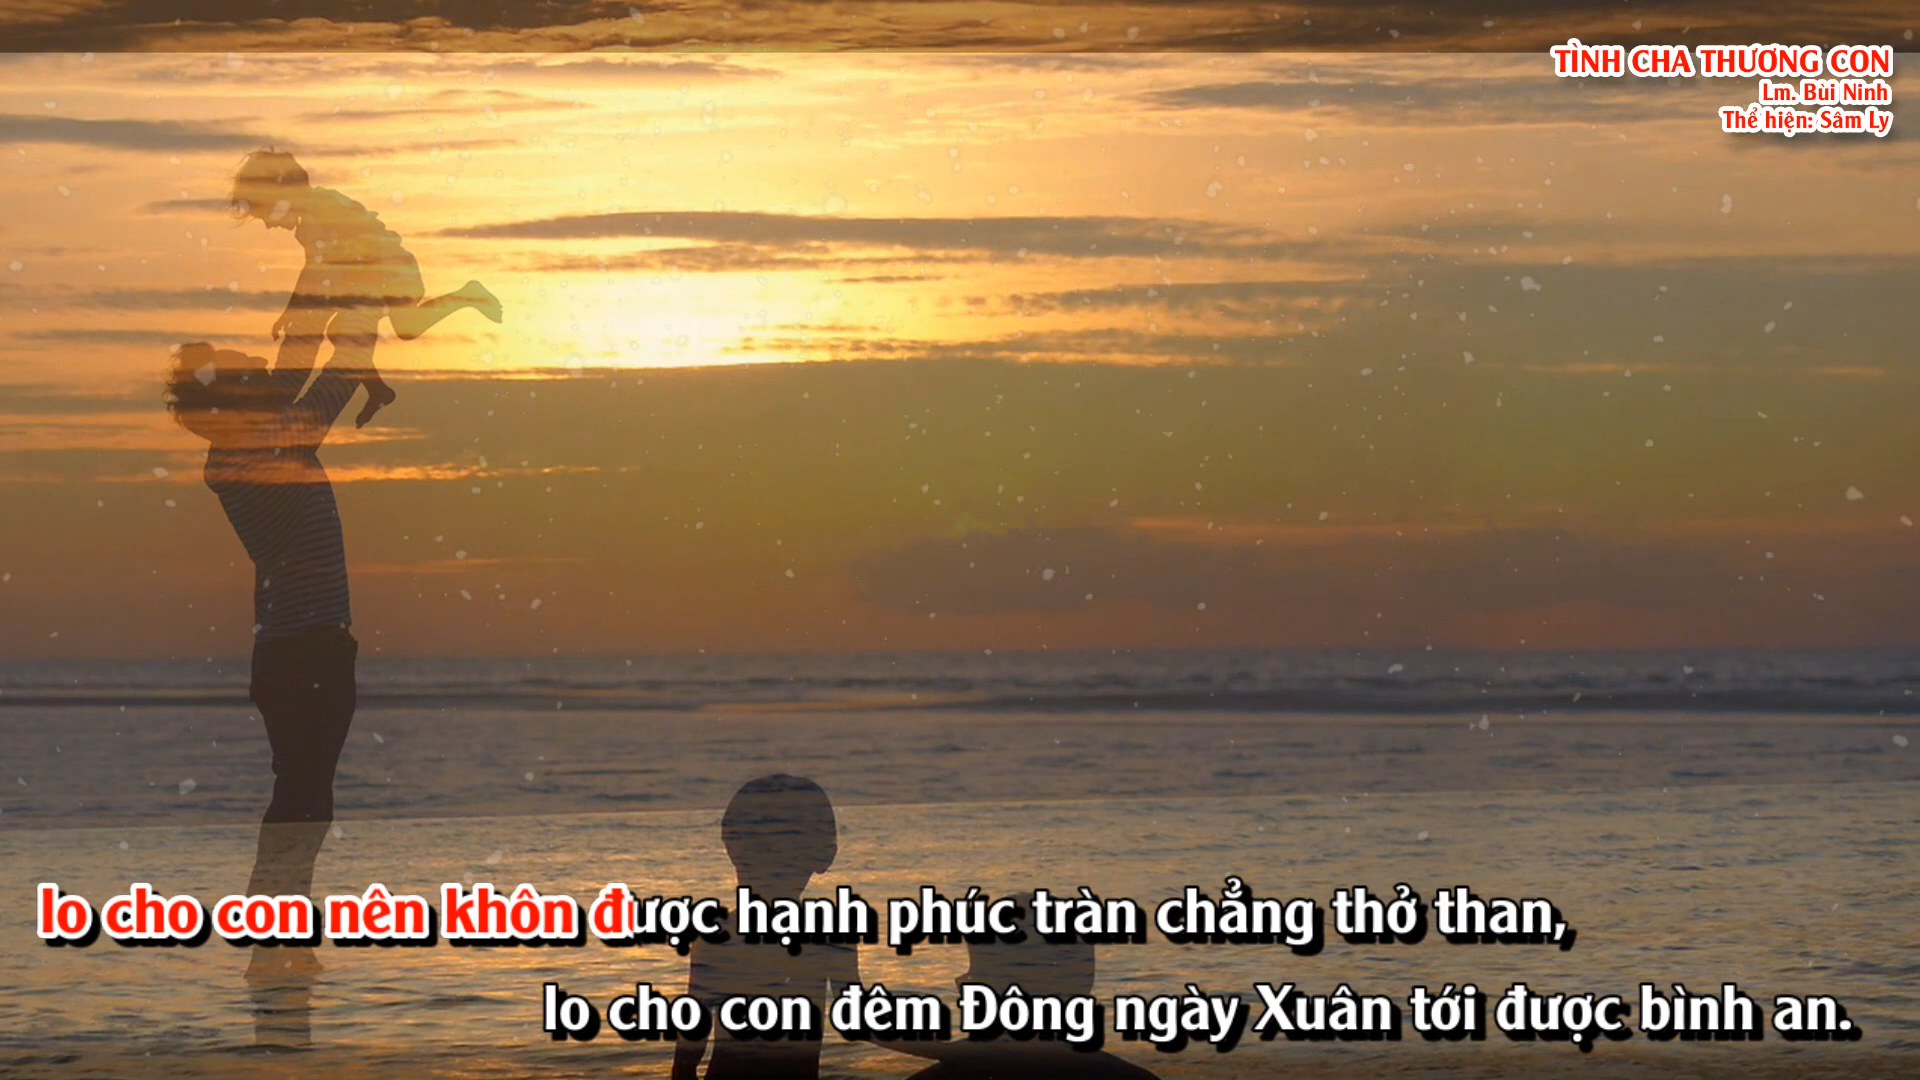 TÌNH CHA THƯƠNG CON
Lm. Bùi Ninh
Thể hiện: Sâm Ly
lo cho con nên khôn được hạnh phúc tràn chẳng thở than,
lo cho con đêm Đông ngày Xuân tới được bình an.